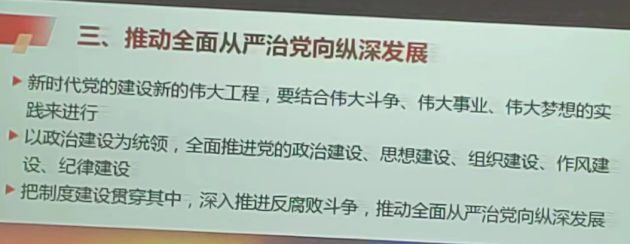 三、推动全面从严治党向纵深发展
新时代党的建设新的伟大工程，要结合伟大斗争、伟大事业、伟大梦想的实
践来进行
以政治建设为统领，全面推进党的政治建设、思想建设、组织建设、作风建
设、纪律建设
把制度建设贯穿其中，深入推进反腐败斗争，推动全面从严治党向纵深发展